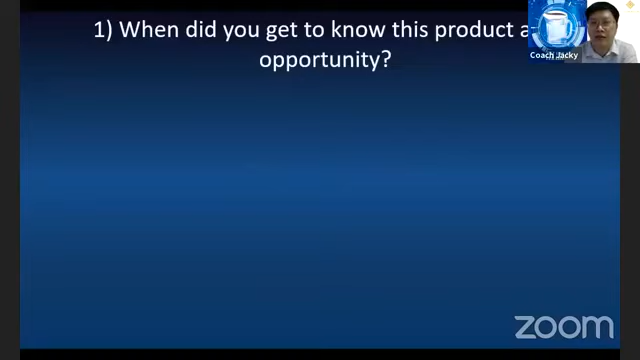 1) When did you get to know this product a
opportunity?
Coach Jacky
zoom